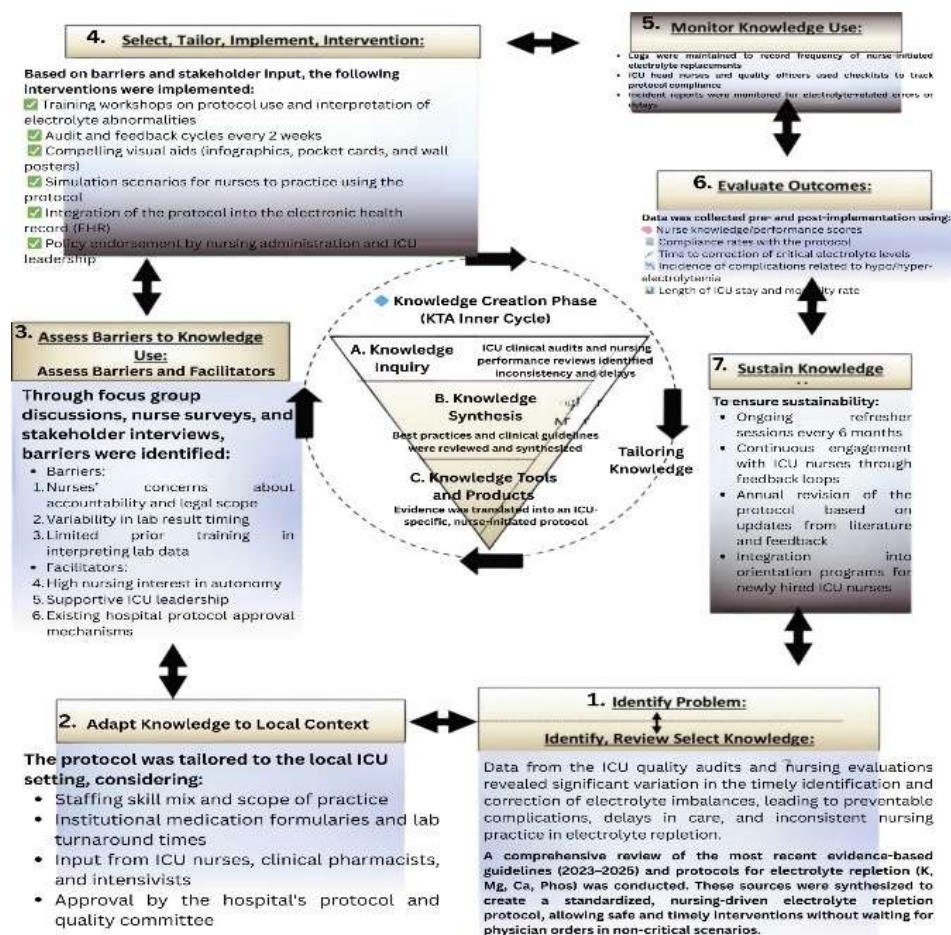 4. Select, Tailor, Implement, Intervention:
Based on barriers and stakeholder input, the following
interventions were implemented:
✅ Training workshops on protocol use and interpretation of
electrolyte abnormalities
✅ Audit and feedback cycles every 2 weeks
✅ Compelling visual aids (infographics, pocket cards, and wall
posters)
✅ Simulation scenarios for nurses to practice using the
protocol
✅ Integration of the protocol into the electronic health
record (EHR)
✅ Policy endorsement by nursing administration and ICU
leadership
5. Monitor Knowledge Use:
• Logs were maintained to record frequency of nurse-initiated
electrolyte replacements
• ICU head nurses and quality officers used checklists to track
protocol compliance
• Incident reports were monitored for electrolyte-related errors or
delays
6. Evaluate Outcomes:
Data was collected pre- and post-implementation using:
Nurse knowledge/performance scores
Compliance rates with the protocol
Time to correction of critical electrolyte levels
Incidence of complications related to hypo/hyper-
electrolytemia
Length of ICU stay and mortality rate
3. Assess Barriers to Knowledge
Use:
Assess Barriers and Facilitators
Through focus group
discussions, nurse surveys, and
stakeholder interviews,
barriers were identified:
• Barriers:
1. Nurses' concerns about
accountability and legal scope
2. Variability in lab result timing
3. Limited prior training in
interpreting lab data
• Facilitators:
4. High nursing interest in autonomy
5. Supportive ICU leadership
6. Existing hospital protocol approval
mechanisms
Knowledge Creation Phase
(KTA Inner Cycle)
A. Knowledge
Inquiry
ICU clinical audits and nursing
performance reviews identified
inconsistency and delays
B. Knowledge
Synthesis
Best practices and clinical guidelines
were reviewed and synthesized
C. Knowledge Tools
and Products
Evidence was translated into an ICU-
specific, nurse-initiated protocol
Tailoring
Knowledge
7. Sustain Knowledge
To ensure sustainability:
• Ongoing refresher
sessions every 6 months
• Continuous engagement
with ICU nurses through
feedback loops
• Annual revision of the
protocol based on
updates from literature
and feedback
• Integration into
orientation programs for
newly hired ICU nurses
2. Adapt Knowledge to Local Context
The protocol was tailored to the local ICU
setting, considering:
• Staffing skill mix and scope of practice
• Institutional medication formularies and lab
turnaround times
• Input from ICU nurses, clinical pharmacists,
and intensivists
• Approval by the hospital's protocol and
quality committee
1. Identify Problem:
Identify, Review Select Knowledge:
Data from the ICU quality audits and nursing evaluations
revealed significant variation in the timely identification and
correction of electrolyte imbalances, leading to preventable
complications, delays in care, and inconsistent nursing
practice in electrolyte repletion.
A comprehensive review of the most recent evidence-based
guidelines (2023–2025) and protocols for electrolyte repletion (K,
Mg, Ca, Phos) was conducted. These sources were synthesized to
create a standardized, nursing-driven electrolyte repletion
protocol, allowing safe and timely interventions without waiting for
physician orders in non-critical scenarios.